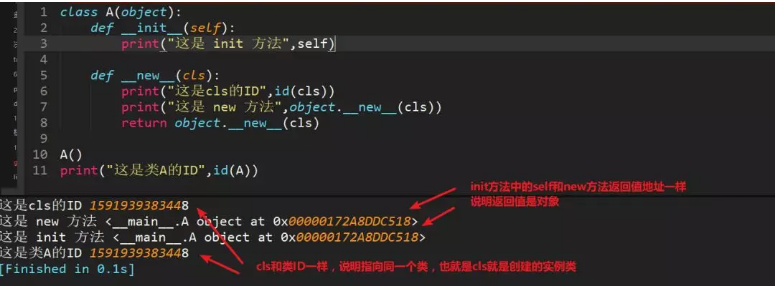 1 class A(object):
2 def __init__(self):
3 print("这是 init 方法",self)
4
5 def __new__(cls):
6 print("这是cls的ID",id(cls))
7 print("这是 new 方法",object.__new__(cls))
8 return object.__new__(cls)
9
10 A()
11 print("这是类A的ID",id(A))
init方法中的self和new方法返回值地址一样
说明返回值是对象
这是cls的ID 1591939383448
这是 new 方法 <__main__.A object at 0x00000172A8DDC518>
这是 init 方法 <__main__.A object at 0x00000172A8DDC518>
这是类A的ID 1591939383448
cls和类ID一样，说明指向同一个类，也就是cls就是创建的实例类
[Finished in 0.1s]